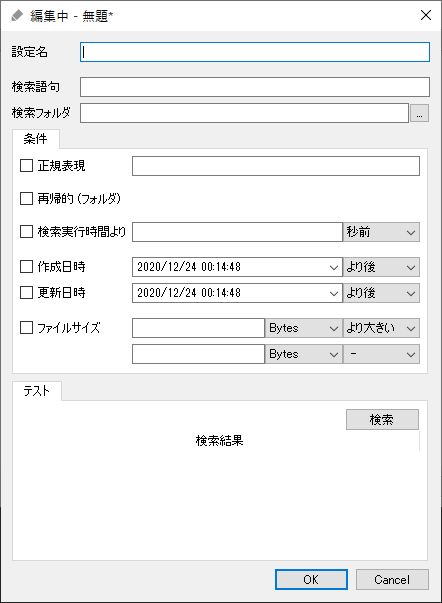 編集中 - 無題*
設定名
検索語句
検索フォルダ ...
条件
正規表現
再帰的(フォルダ)
検索実行時間より 秒前
作成日時 2020/12/24 00:14:48 より後
更新日時 2020/12/24 00:14:48 より後
ファイルサイズ Bytes より大きい
Bytes -
テスト
検索
検索結果
OK Cancel